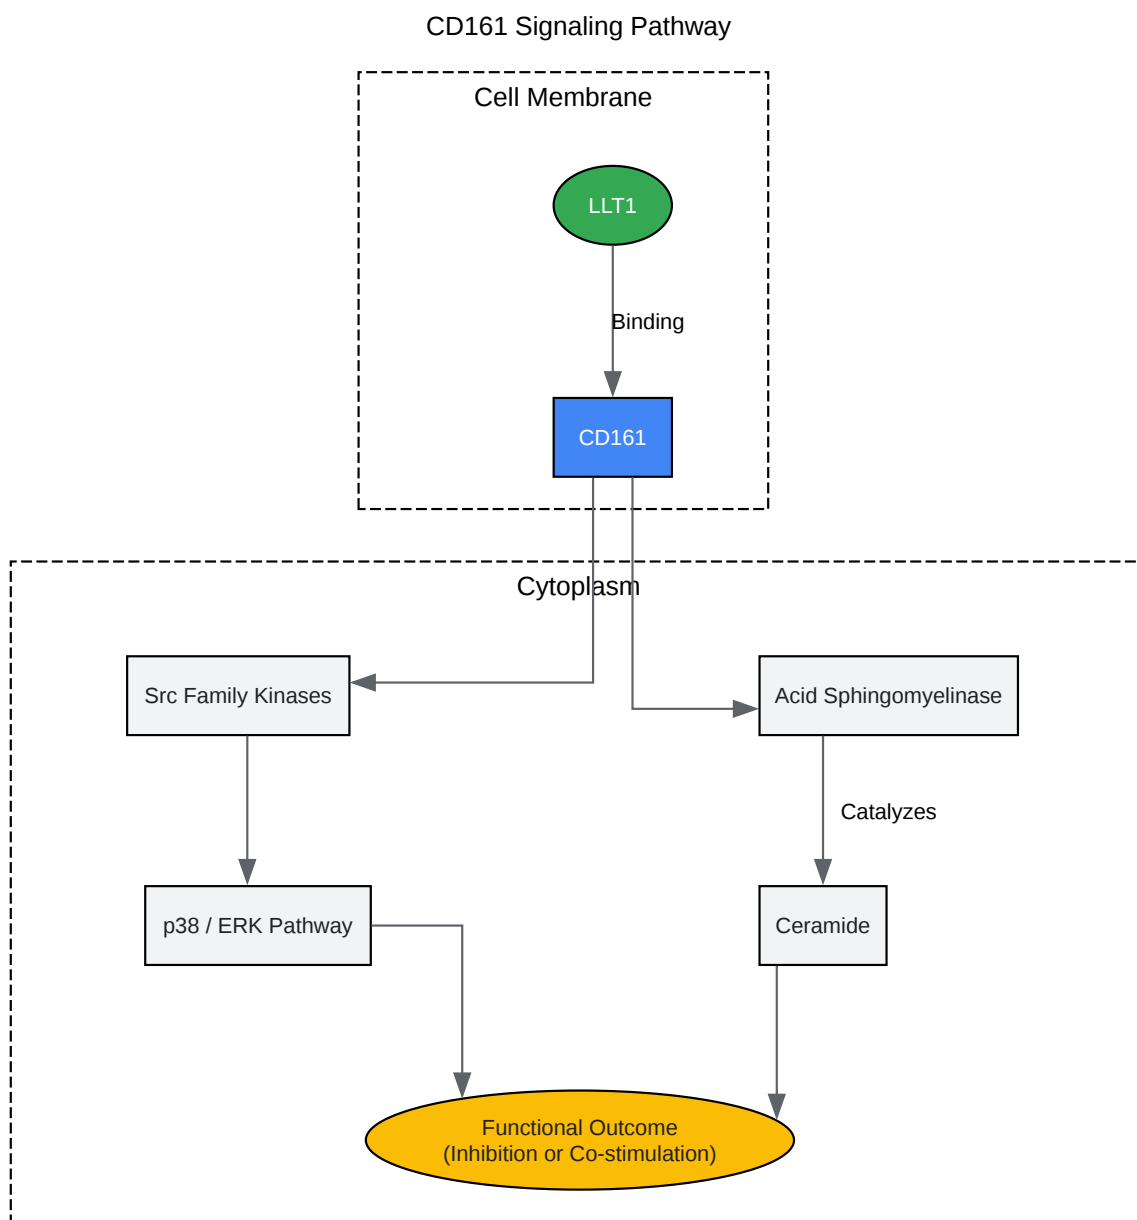 CD161 Signaling Pathway
Cell Membrane
LLT1
Binding
CD161
Cytoplasm
Src Family Kinases
Acid Sphingomyelinase
Catalyzes
p38 / ERK Pathway
Ceramide
Functional Outcome
(Inhibition or Co-stimulation)